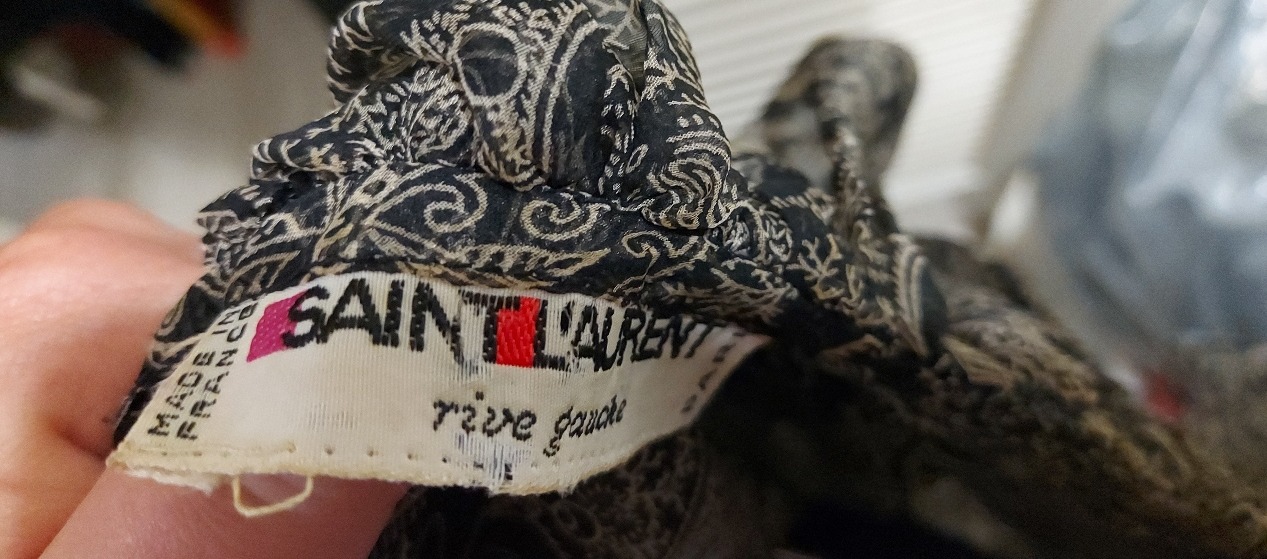 SAINT LAURENT
rive gauche
MADE IN
FRANCE